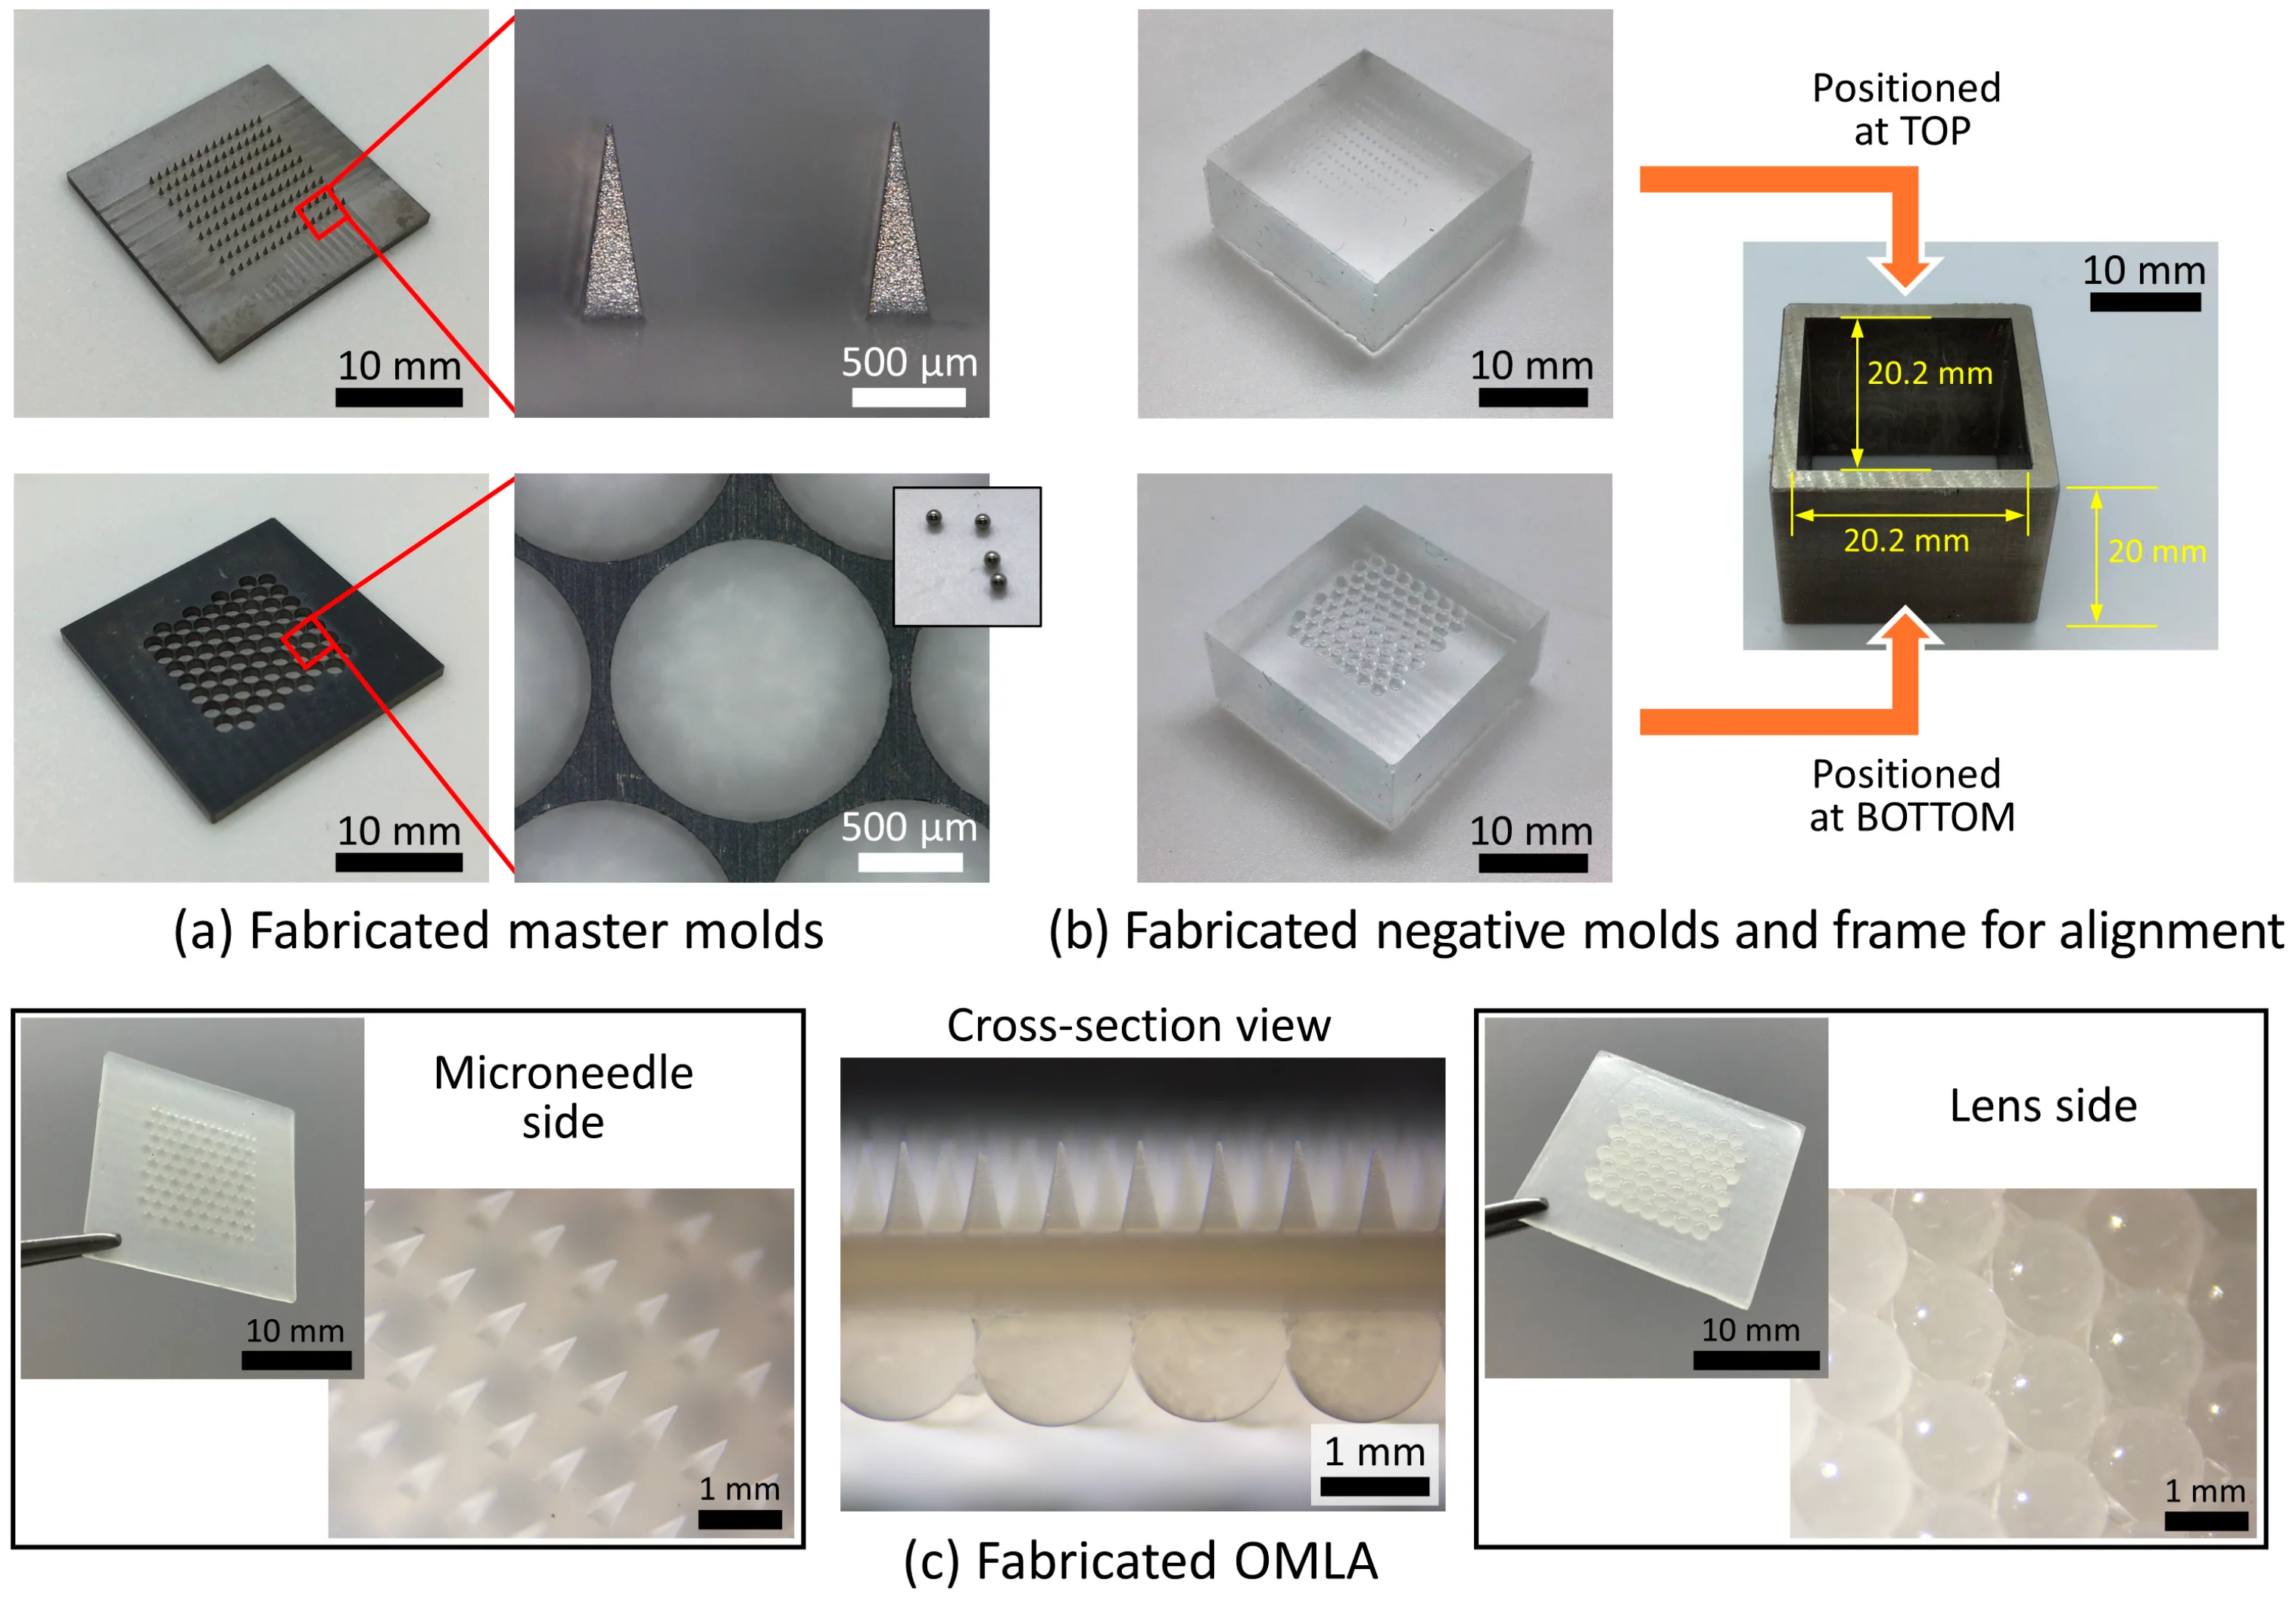 10 mm
500 µm
10 mm
Positioned
at TOP
10 mm
20.2 mm
20.2 mm
20 mm
10 mm
500 µm
10 mm
Positioned
at BOTTOM
(a) Fabricated master molds
(b) Fabricated negative molds and frame for alignment
Microneedle
side
10 mm
1 mm
Cross-section view
1 mm
Lens side
10 mm
1 mm
(c) Fabricated OMLA